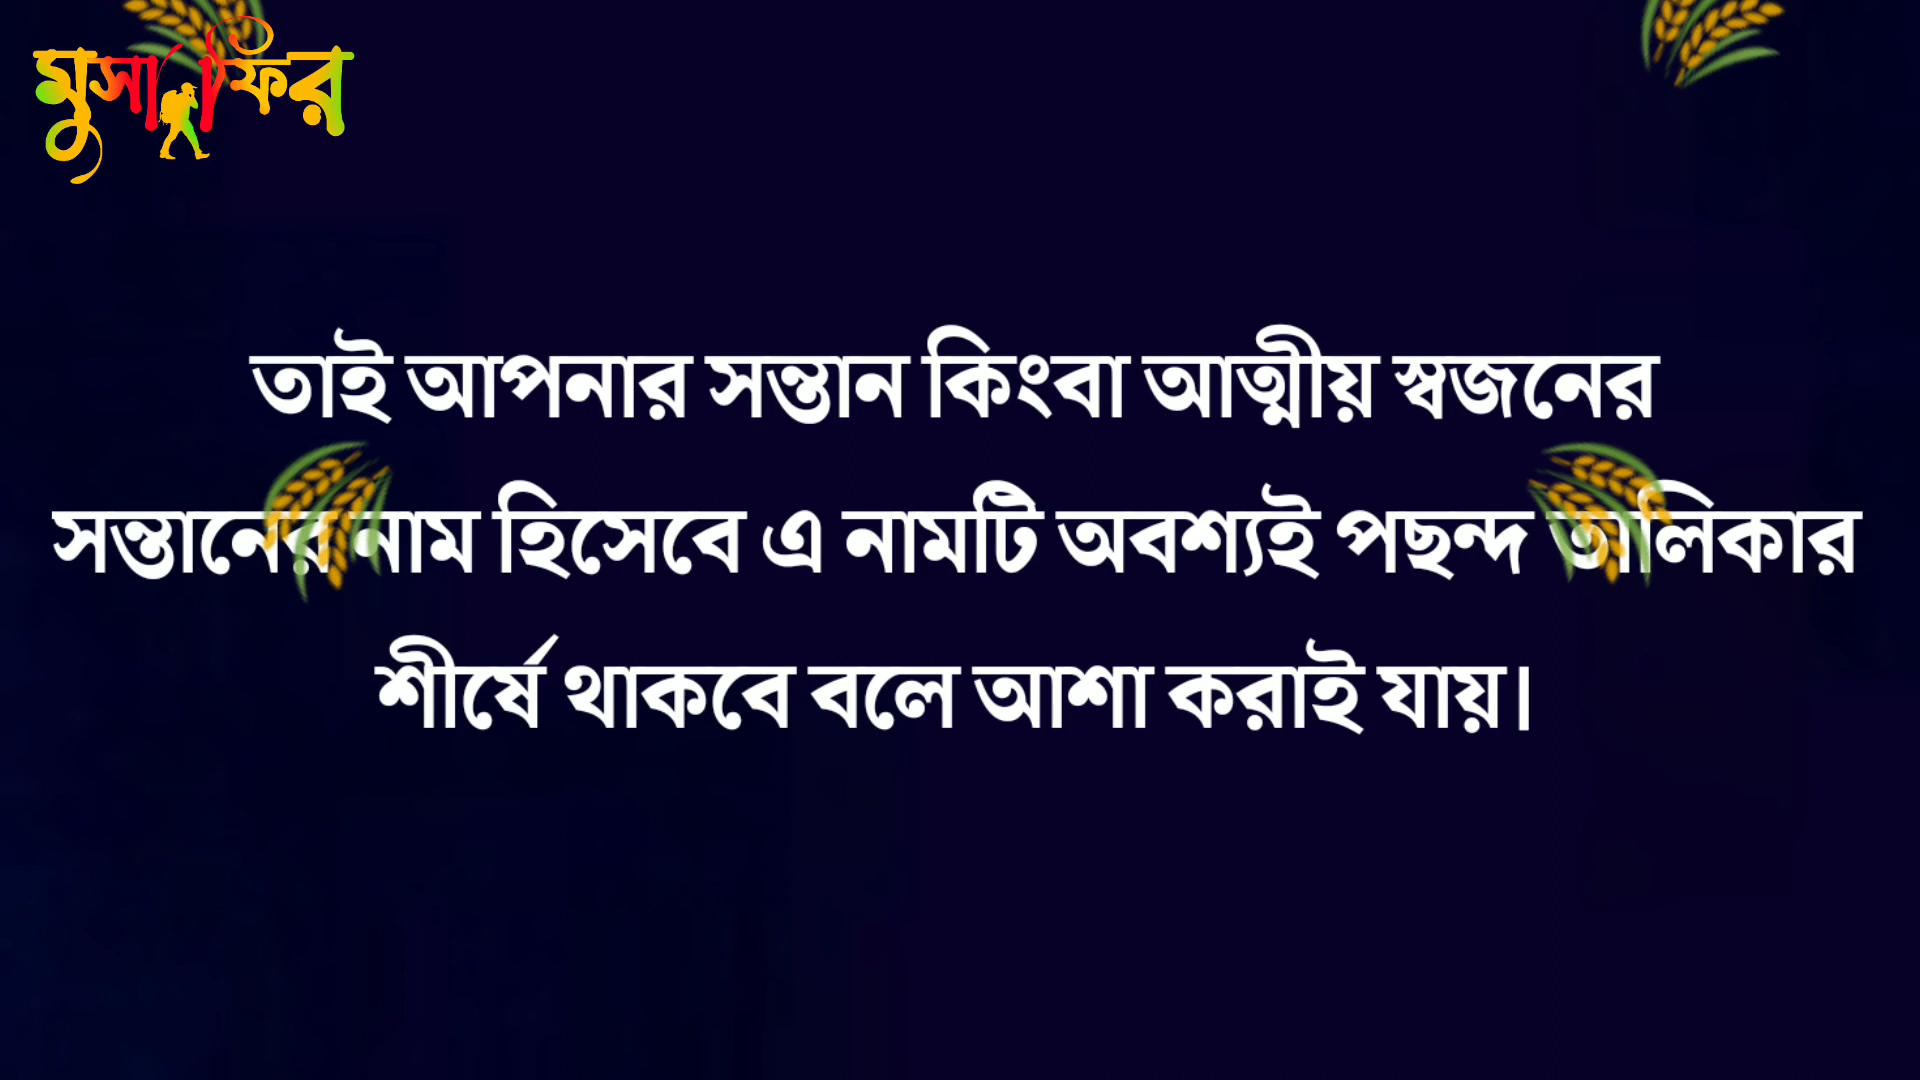 মুসাফির
তাই আপনার সন্তান কিংবা আত্মীয় স্বজনের
সন্তানের নাম হিসেবে এ নামটি অবশ্যই পছন্দ তালিকার
শীর্ষে থাকবে বলে আশা করাই যায়।